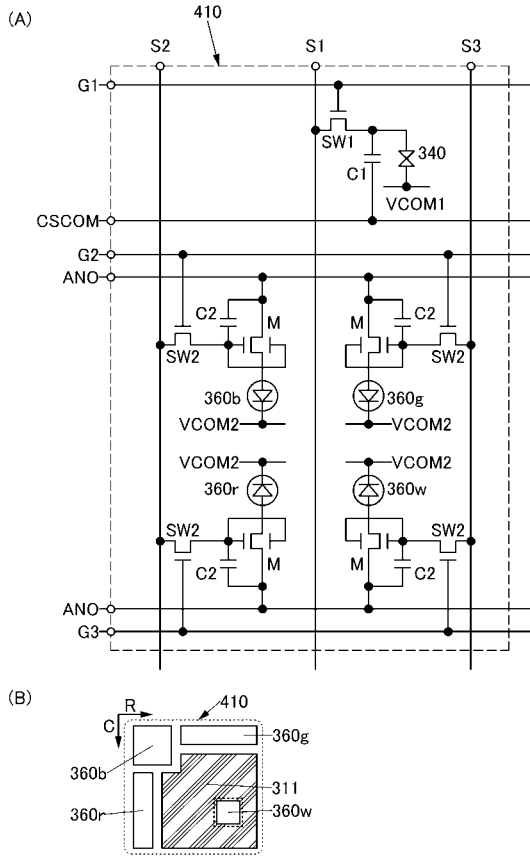 (A)
410
S2 S1 S3
G1
SW1 340
C1
VCOM1
CSCOM
G2
ANO
C2 M M C2
SW2 SW2
360b 360g
VCOM2 VCOM2
VCOM2 VCOM2
360r 360w
SW2 SW2
C2 M M C2
ANO
G3
(B)
R 410
C
360g
360b
311
360r 360w